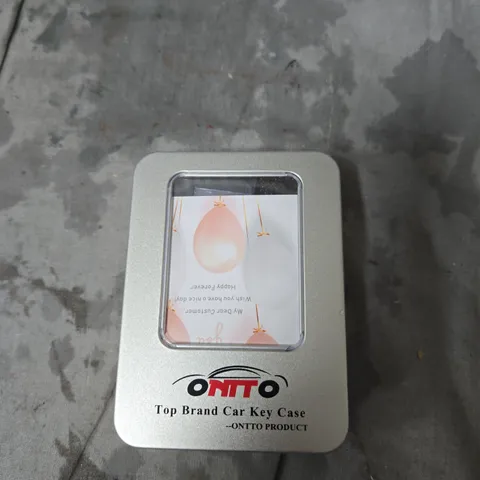 My Dear Customer,
Wish you have a nice day!
Happy Forever
ONTTO
Top Brand Car Key Case
--ONTTO PRODUCT